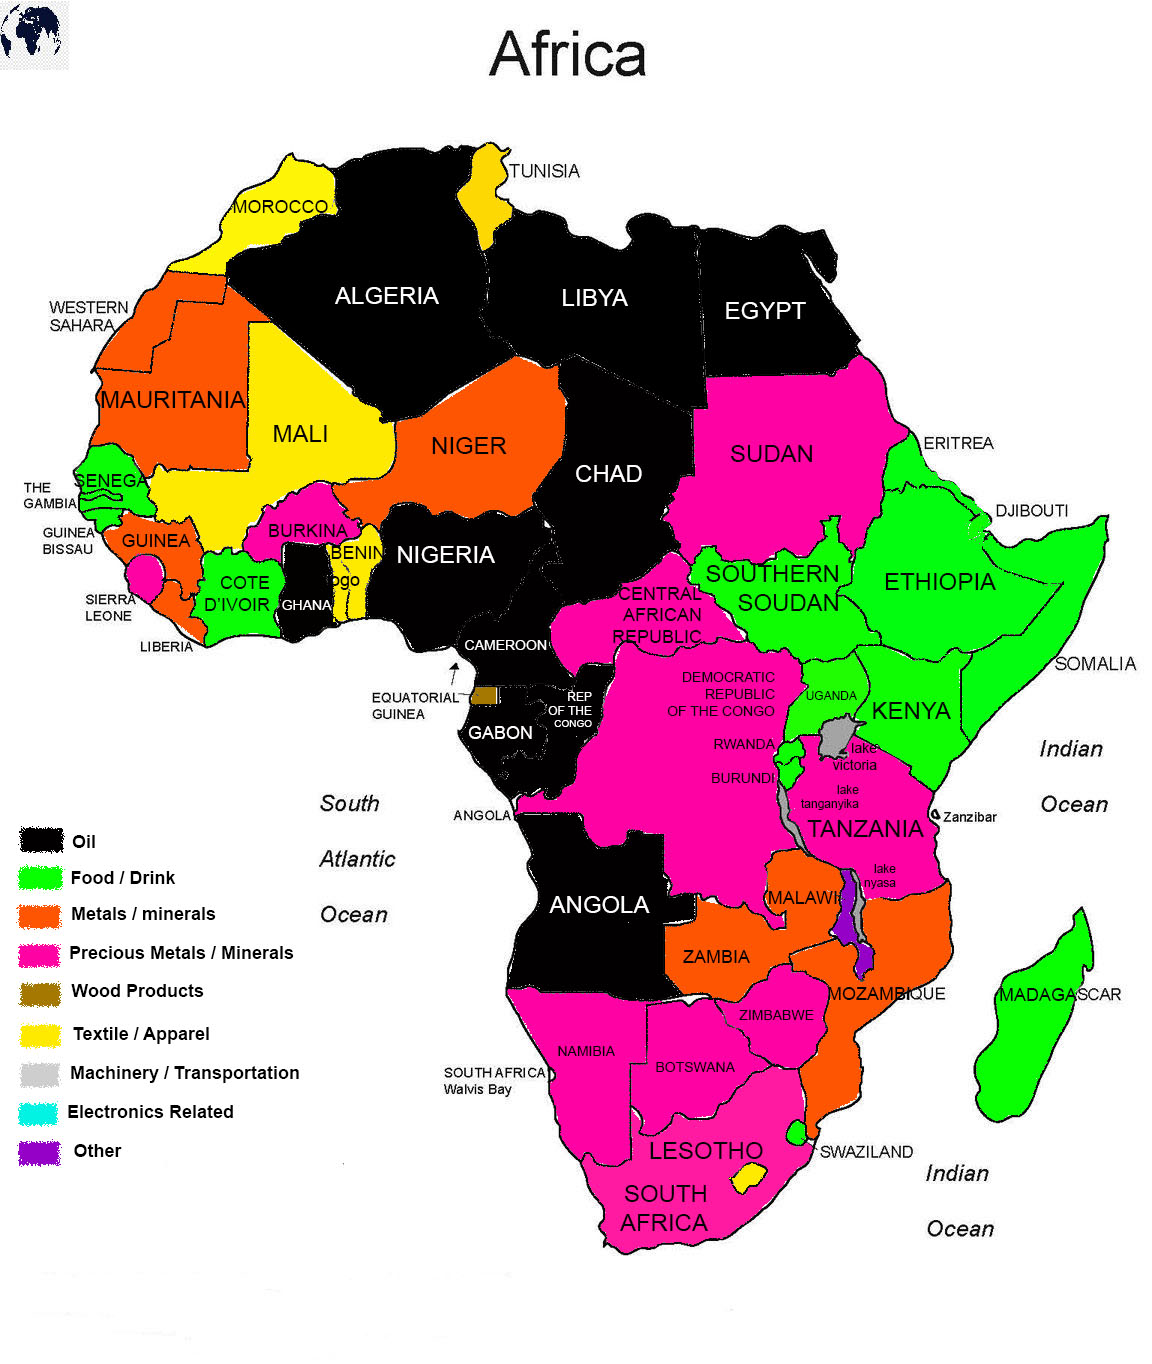 Africa
TUNISIA
MOROCCO
ALGERIA
LIBYA
EGYPT
WESTERN
SAHARA
MAURITANIA
MALI
NIGER
CHAD
SUDAN
ERITREA
SENEGA
THE
GAMBIA
DJIBOUTI
GUINEA
BISSAU
GUINEA
BURKINA
BENIN
NIGERIA
ogo
COTE
D'IVOIR
GHANA
SOUTHERN
SOUDAN
ETHIOPIA
SIERRA
LEONE
LIBERIA
CENTRAL
AFRICAN
REPUBLIC
CAMEROON
SOMALIA
EQUATORIAL
GUINEA
REP
OF THE
CONGO
GABON
DEMOCRATIC
REPUBLIC
OF THE CONGO
UGANDA
KENYA
RWANDA
BURUNDI
lake
victoria
lake
tanganyika
Indian
Ocean
South
Atlantic
Ocean
ANGOLA
TANZANIA
Zanzibar
lake
nyasa
ANGOLA
MALAWI
ZAMBIA
MOZAMBIQUE
MADAGASCAR
ZIMBABWE
NAMIBIA
BOTSWANA
SOUTH AFRICA
Walvis Bay
LESOTHO
SWAZILAND
SOUTH
AFRICA
Indian
Ocean
Oil
Food / Drink
Metals / minerals
Precious Metals / Minerals
Wood Products
Textile / Apparel
Machinery / Transportation
Electronics Related
Other